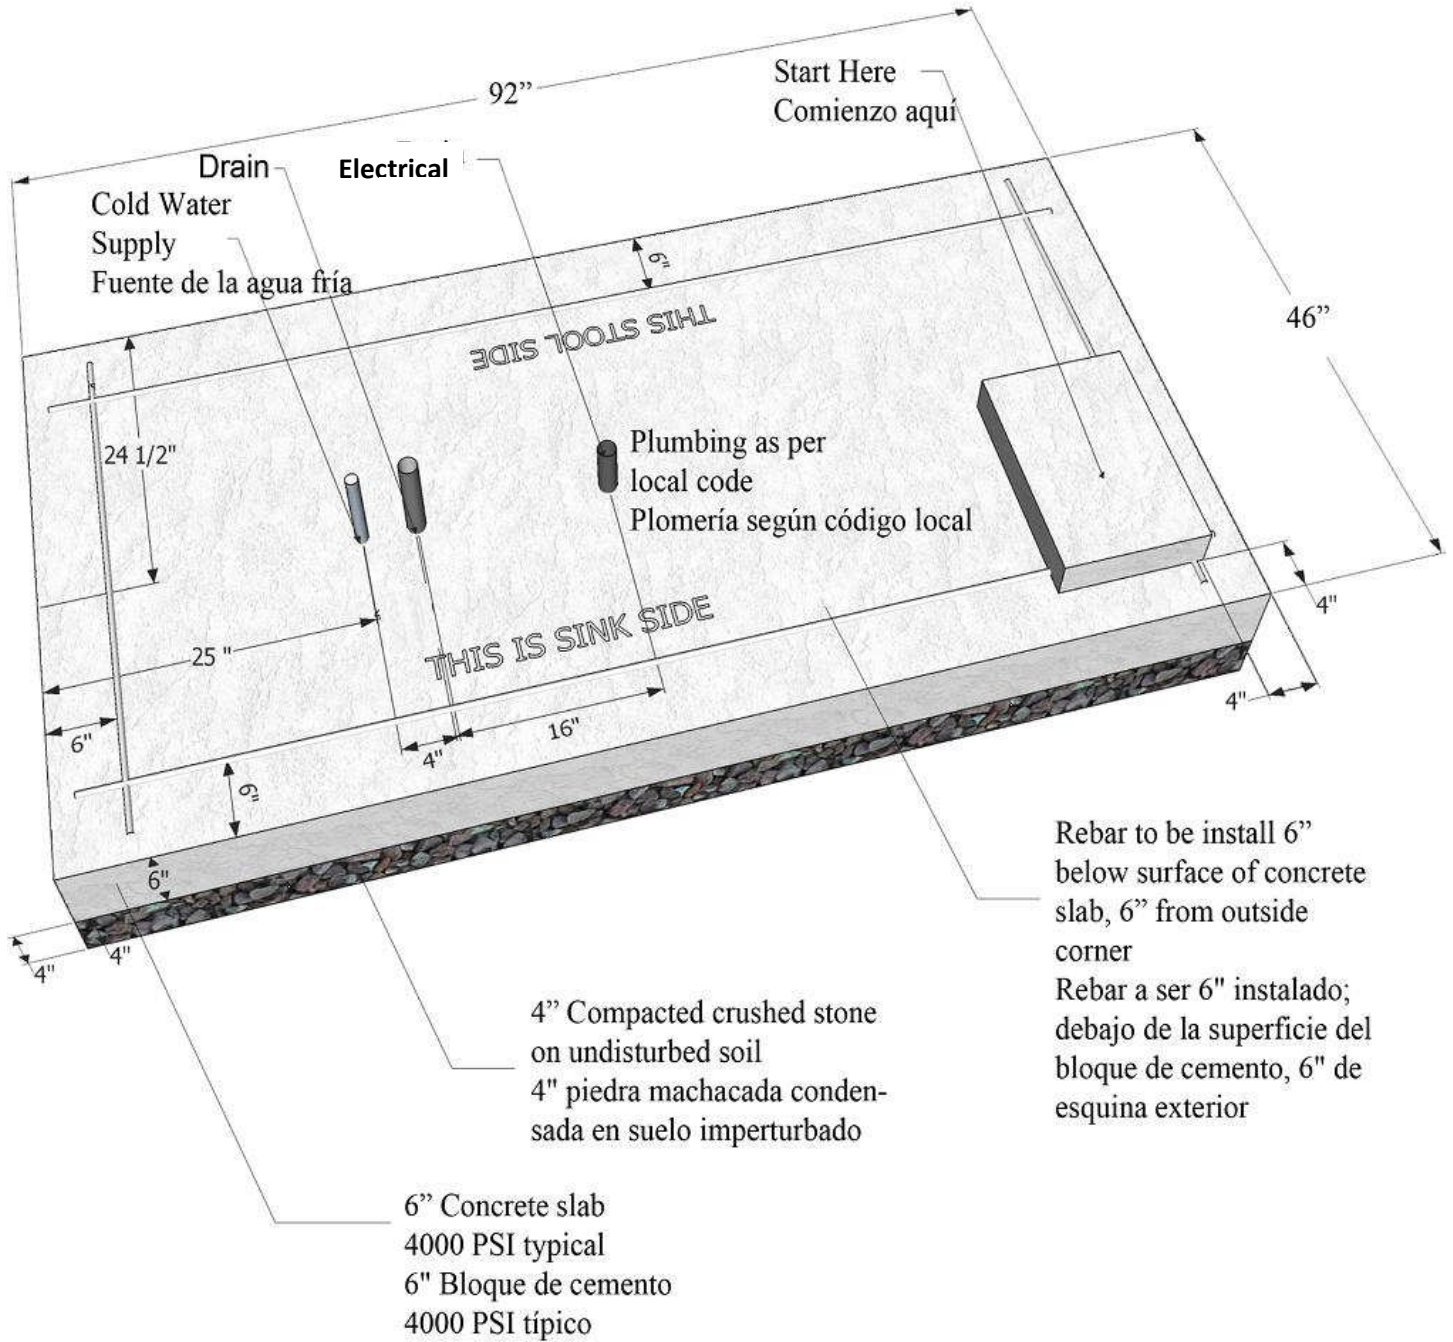 92”
Start Here
Comienzo aquí
Drain
Electrical
Cold Water
Supply
Fuente de la agua fría
6"
46”
THIS STOOL SIDE
24 1/2"
Plumbing as per
local code
Plomería según código local
THIS IS SINK SIDE
25 "
4"
4"
6"
4"
16"
6"
6"
4"
4"
Rebar to be install 6”
below surface of concrete
slab, 6” from outside
corner
Rebar a ser 6" instalado;
debajo de la superficie del
bloque de cemento, 6" de
esquina exterior
4” Compacted crushed stone
on undisturbed soil
4" piedra machacada conden-
sada en suelo imperturbado
6” Concrete slab
4000 PSI typical
6" Bloque de cemento
4000 PSI típico